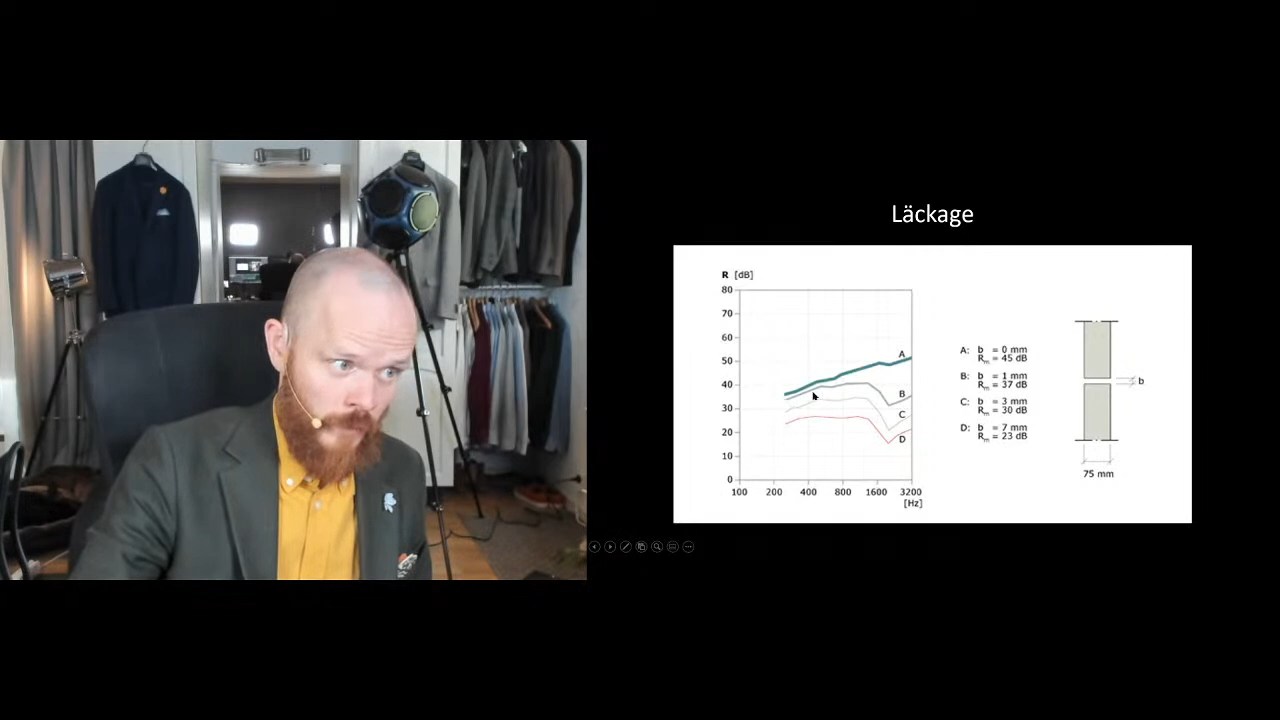 Läckage
R [dB]
80
70
60
50
40
30
20
10
0
100 200 400 800 1600 3200
[Hz]
A
B
C
D
A: b = 0 mm
Rm = 45 dB
B: b = 1 mm
Rm = 37 dB
C: b = 3 mm
Rm = 30 dB
D: b = 7 mm
Rm = 23 dB
b
75 mm